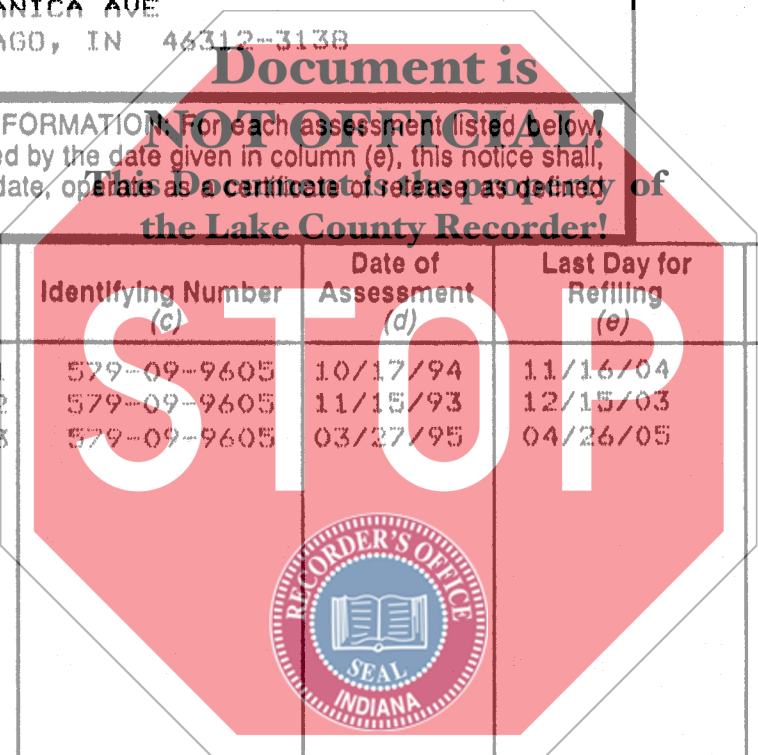 ANICA AVE
AGO, IN 46312-3138
Document is
NOT OFFICIAL!
FORMATION: For each assessment listed below,
ed by the date given in column (e), this notice shall,
date, operate as a certificate of release as defined
This Document is the property of
the Lake County Recorder!
Identifying Number (c) Date of Assessment (d) Last Day for Refiling (e)
1 579-09-9605 10/17/94 11/16/04
2 579-09-9605 11/15/93 12/15/03
3 579-09-9605 03/27/95 04/26/05
STOP
RECORDER'S OFFICE
SEAL
INDIANA